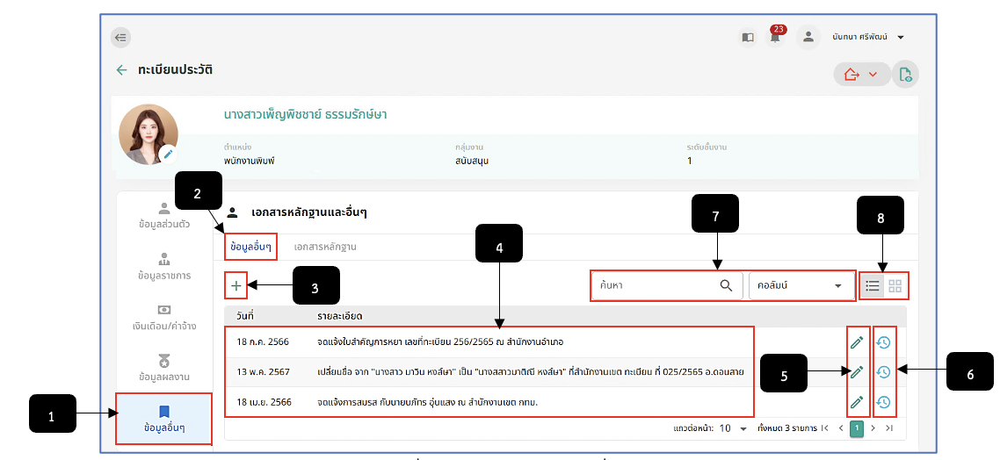 23
นันทนา ศรีพัฒน์
ทะเบียนประวัติ
นางสาวเพ็ญพิชชาย์ ธรรมรักษ์ษา
ตำแหน่ง
พนักงานพิมพ์
กลุ่มงาน
สนับสนุน
ระดับชั้นงาน
1
2
7
8
ข้อมูลส่วนตัว
เอกสารหลักฐานและอื่นๆ
ข้อมูลอื่นๆ
เอกสารหลักฐาน
4
ข้อมูลราชการ
3
ค้นหา
คอลัมน์
เงินเดือน/ค่าจ้าง
วันที่ รายละเอียด
18 ก.ค. 2566 จดแจ้งใบสำคัญการหยา เลขที่ทะเบียน 256/2565 ณ สำนักงานอำเภอ
ข้อมูลผลงาน
13 พ.ค. 2567 เปลี่ยนชื่อ จาก "นางสาว มาวิน หงส์ษา" เป็น "นางสสาวมาติณี หงส์ษา" ที่สำนักงานเขต ทะเบียน ที่ 025/2565 อ.ดอนสาย
5
6
1
18 เม.ย. 2566 จดแจ้งการสมรส กับนายนภัทร อุ่นแสง ณ สำนักงานเขต กทม.
ข้อมูลอื่นๆ
แถวต่อหน้า: 10 ทั้งหมด 3 รายการ 1